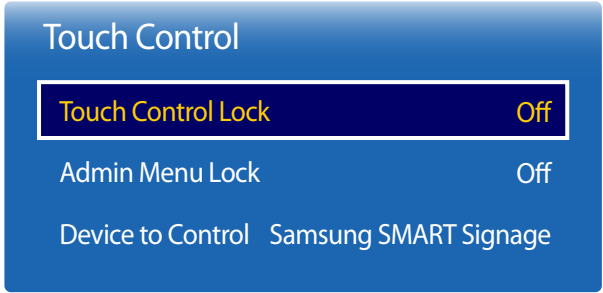 Touch Control
Touch Control Lock Off
Admin Menu Lock Off
Device to Control Samsung SMART Signage